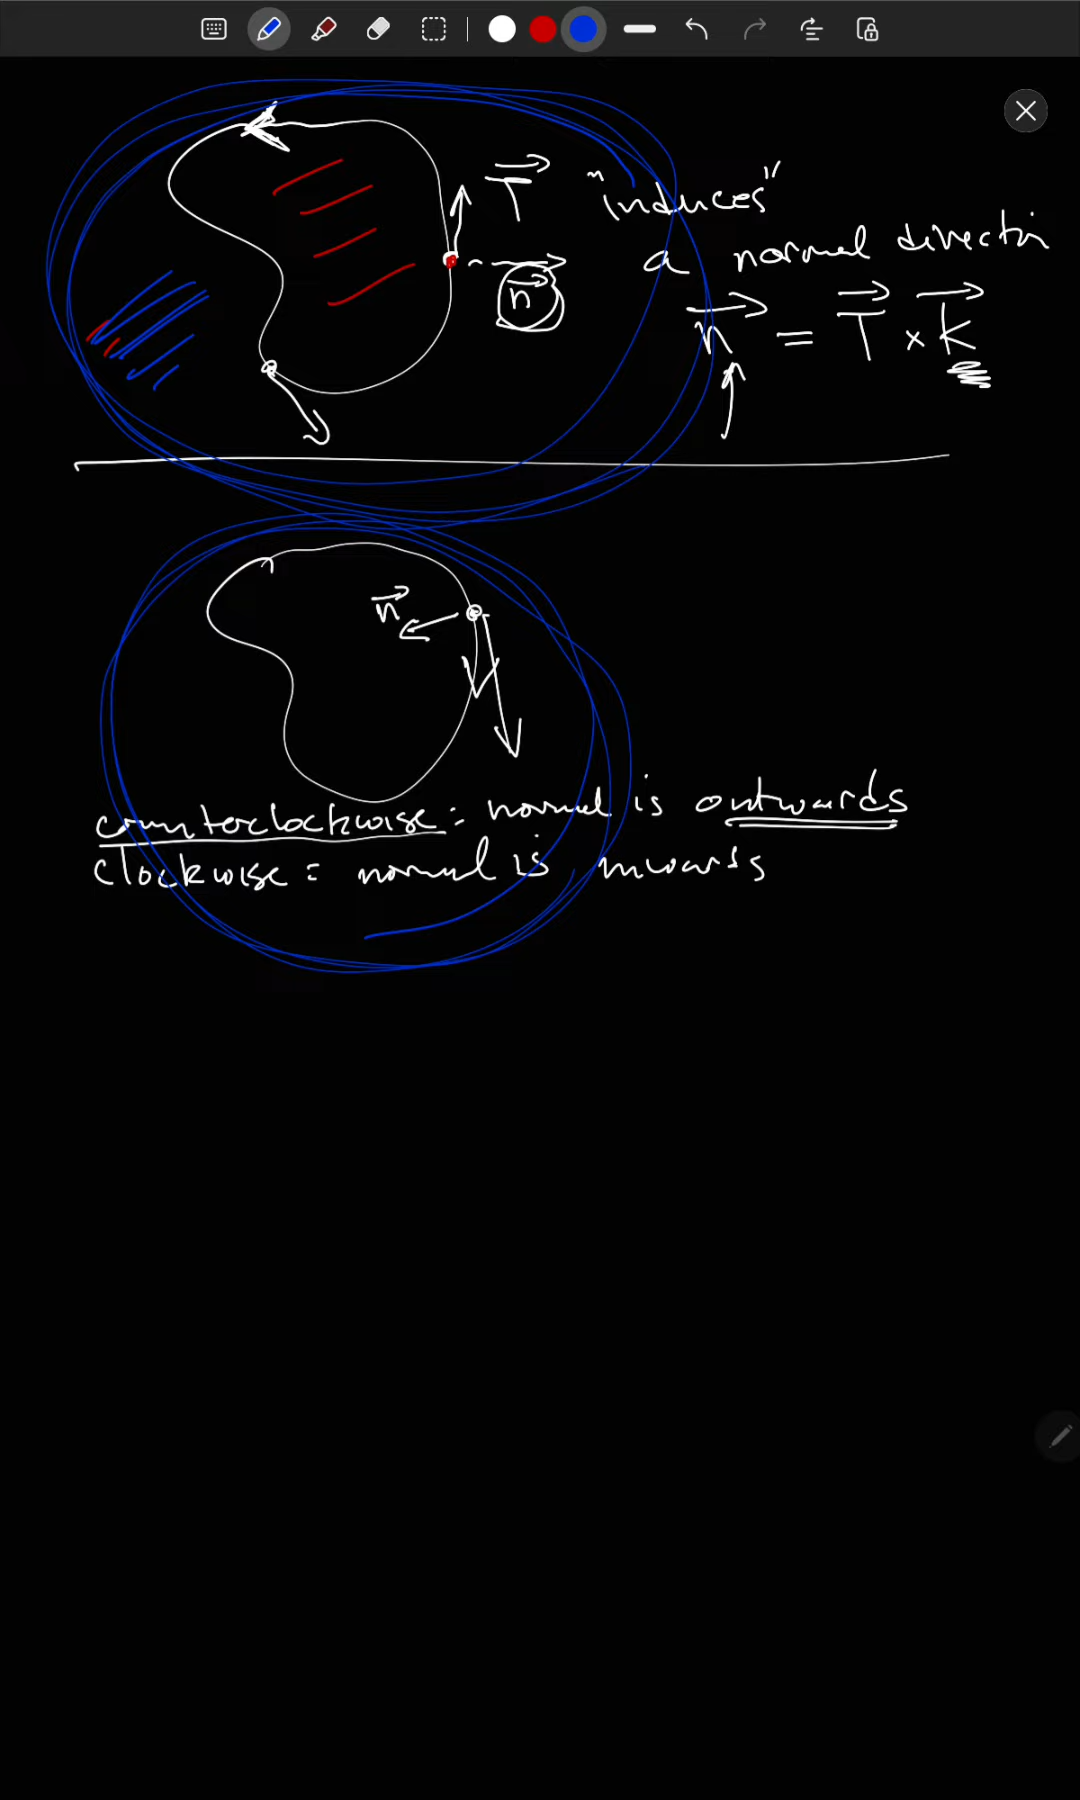 T "induces"
a normal direction
n
n = T × k
n
counterclockwise : normal is outwards
clockwise : normal is inwards